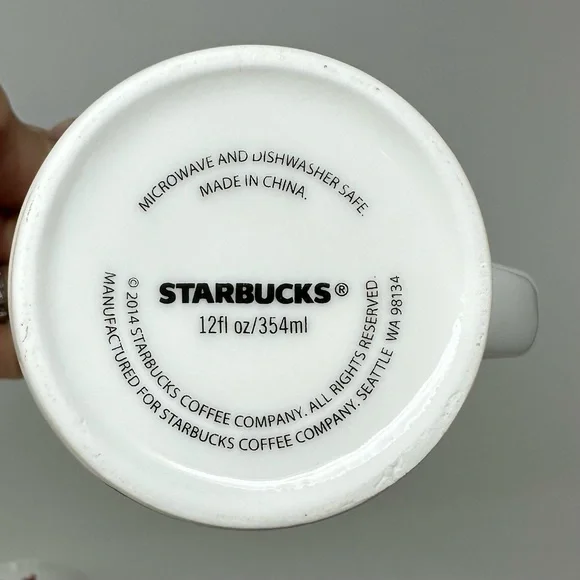 MICROWAVE AND DISHWASHER SAFE.
MADE IN CHINA.
STARBUCKS®
12fl oz/354ml
© 2014 STARBUCKS COFFEE COMPANY. ALL RIGHTS RESERVED.
MANUFACTURED FOR STARBUCKS COFFEE COMPANY. SEATTLE WA 98134